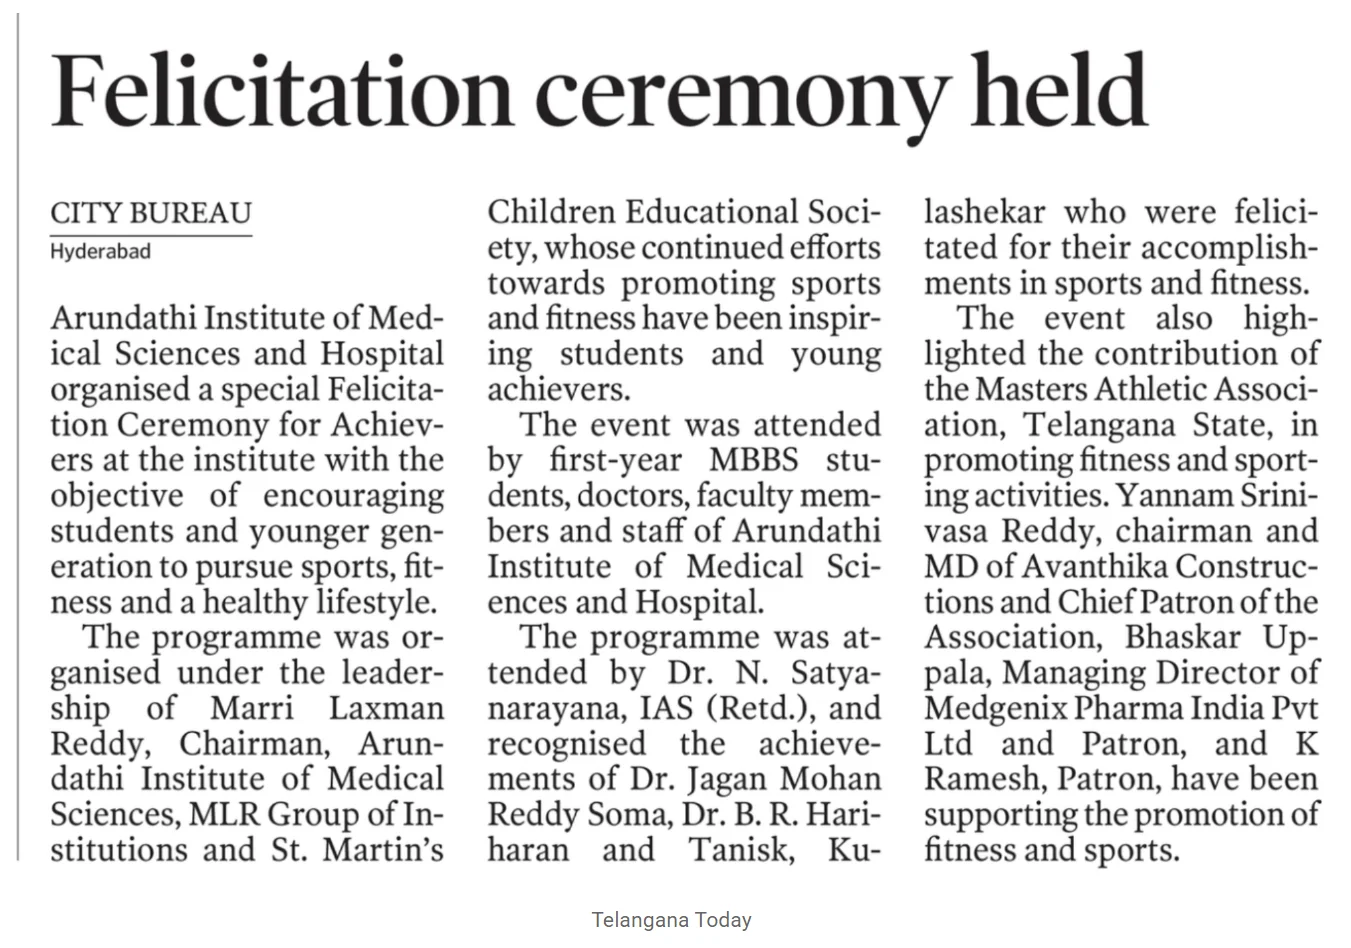 Felicitation ceremony held
CITY BUREAU
Hyderabad
Arundathi Institute of Med-
ical Sciences and Hospital
organised a special Felicita-
tion Ceremony for Achiev-
ers at the institute with the
objective of encouraging
students and younger gen-
eration to pursue sports, fit-
ness and a healthy lifestyle.
The programme was or-
ganised under the leader-
ship of Marri Laxman
Reddy, Chairman, Arun-
dathi Institute of Medical
Sciences, MLR Group of In-
stitutions and St. Martin's
Children Educational Soci-
ety, whose continued efforts
towards promoting sports
and fitness have been inspir-
ing students and young
achievers.
The event was attended
by first-year MBBS stu-
dents, doctors, faculty mem-
bers and staff of Arundathi
Institute of Medical Sci-
ences and Hospital.
The programme was at-
tended by Dr. N. Satya-
narayana, IAS (Retd.), and
recognised the achieve-
ments of Dr. Jagan Mohan
Reddy Soma, Dr. B. R. Hari-
haran and Tanisk, Ku-
lashekar who were felici-
tated for their accomplish-
ments in sports and fitness.
The event also high-
lighted the contribution of
the Masters Athletic Associ-
ation, Telangana State, in
promoting fitness and sport-
ing activities. Yannam Srini-
vasa Reddy, chairman and
MD of Avanthika Construc-
tions and Chief Patron of the
Association, Bhaskar Up-
pala, Managing Director of
Medgenix Pharma India Pvt
Ltd and Patron, and K
Ramesh, Patron, have been
supporting the promotion of
fitness and sports.
Telangana Today